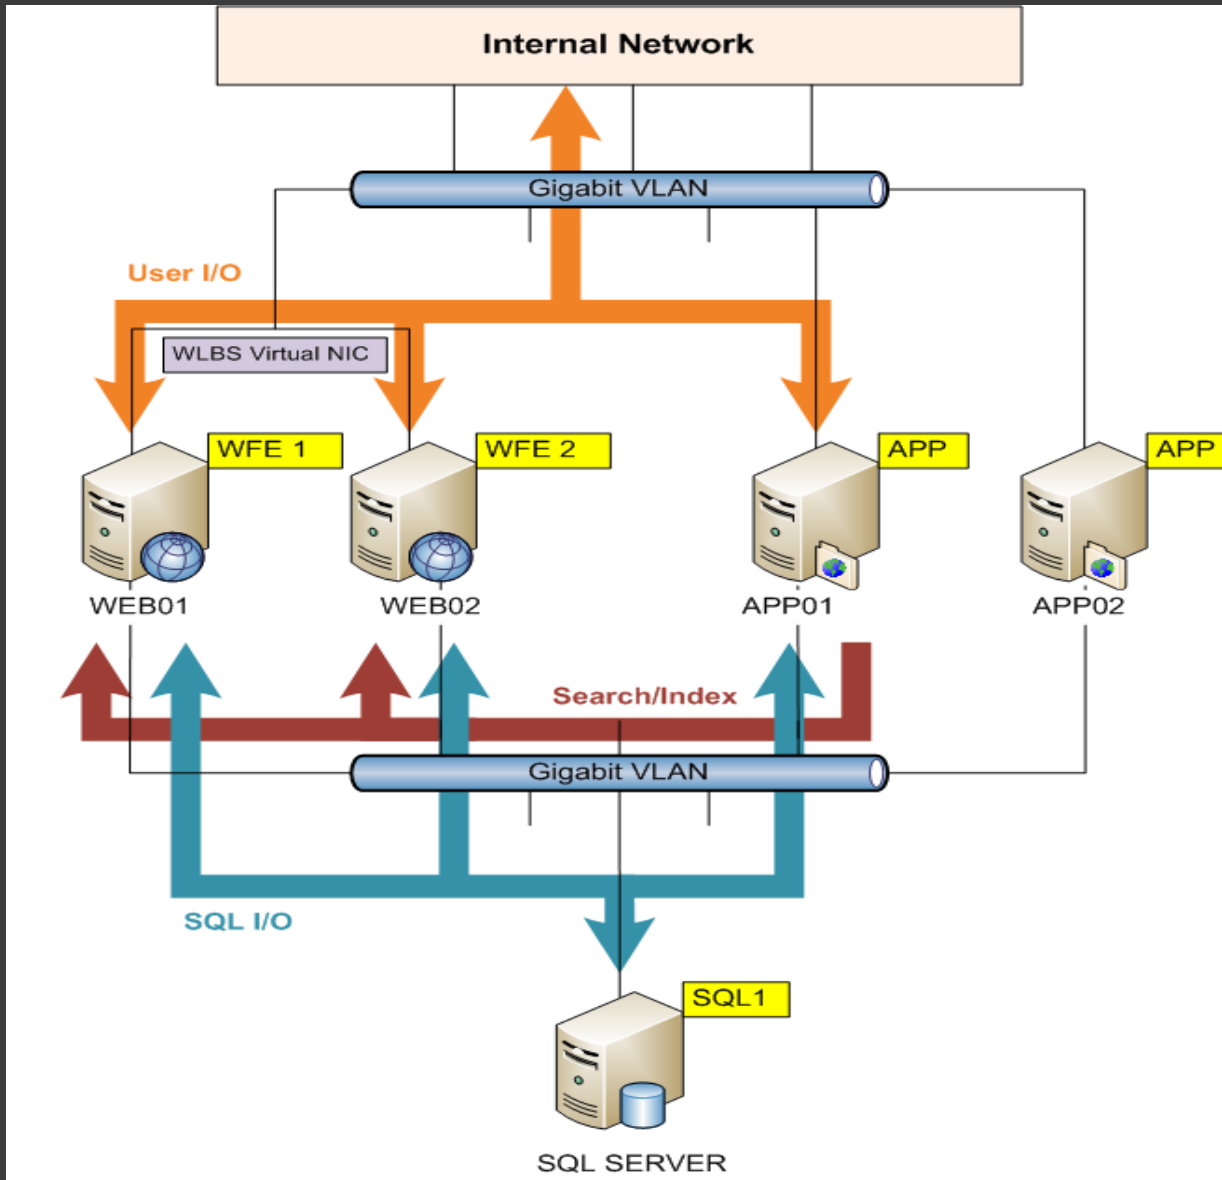 Internal Network
Gigabit VLAN
User I/O
WLBS Virtual NIC
WFE 1
WFE 2
APP
APP
WEB01
WEB02
APP01
APP02
Search/Index
Gigabit VLAN
SQL I/O
SQL1
SQL SERVER